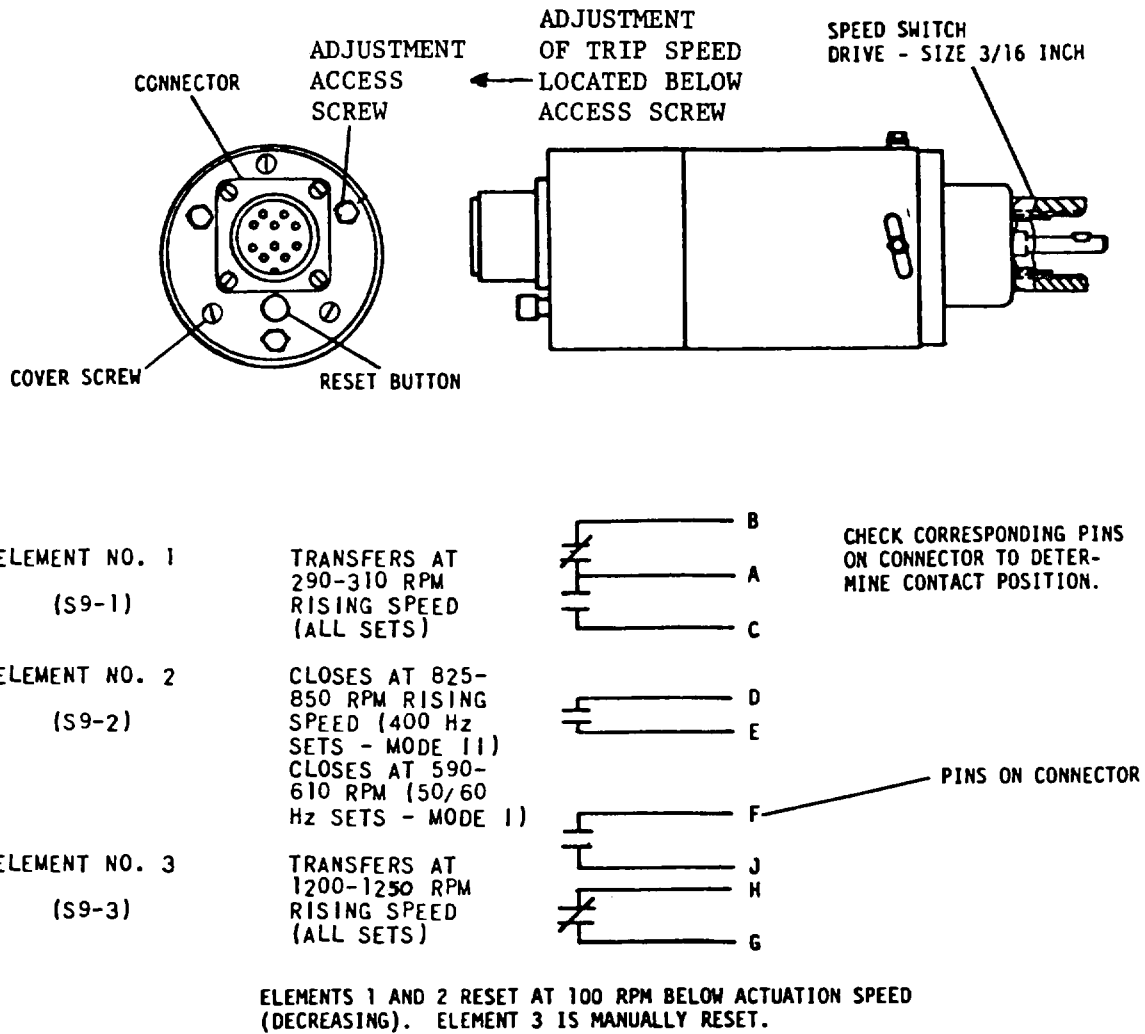 ADJUSTMENT
OF TRIP SPEED
LOCATED BELOW
ACCESS SCREW
ADJUSTMENT
ACCESS
SCREW
CONNECTOR
SPEED SWITCH
DRIVE - SIZE 3/16 INCH
COVER SCREW
RESET BUTTON
ELEMENT NO. 1
(S9-1)
TRANSFERS AT
290-310 RPM
RISING SPEED
(ALL SETS)
B
A
C
CHECK CORRESPONDING PINS
ON CONNECTOR TO DETER-
MINE CONTACT POSITION.
ELEMENT NO. 2
(S9-2)
CLOSES AT 825-
850 RPM RISING
SPEED (400 Hz
SETS - MODE II)
CLOSES AT 590-
610 RPM (50/60
Hz SETS - MODE I)
D
E
PINS ON CONNECTOR
F
J
ELEMENT NO. 3
(S9-3)
TRANSFERS AT
1200-1250 RPM
RISING SPEED
(ALL SETS)
H
G
ELEMENTS 1 AND 2 RESET AT 100 RPM BELOW ACTUATION SPEED
(DECREASING). ELEMENT 3 IS MANUALLY RESET.